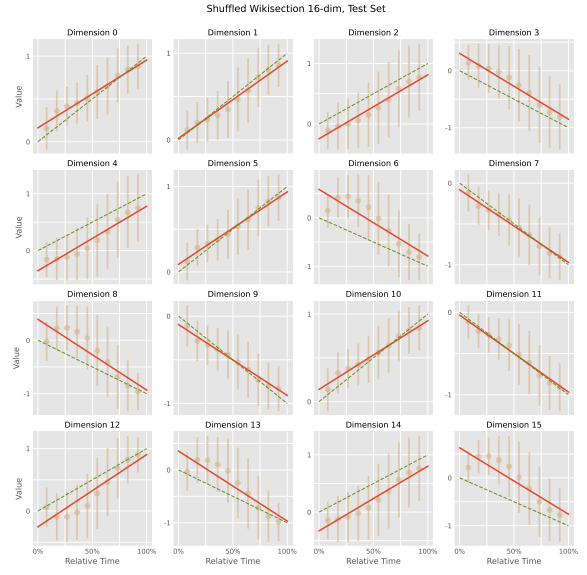 Shuffled Wikisection 16-dim, Test Set
Dimension 0
Dimension 1
Dimension 2
Dimension 3
1
0
Value
1
0
1
0
0
-1
Dimension 4
Dimension 5
Dimension 6
Dimension 7
1
0
Value
1
0
0
-1
0
-1
Dimension 8
Dimension 9
Dimension 10
Dimension 11
0
-1
Value
0
-1
1
0
0
-1
Dimension 12
Dimension 13
Dimension 14
Dimension 15
1
0
Value
0
-1
1
0
0
-1
0% 50% 100%
0% 50% 100%
0% 50% 100%
0% 50% 100%
Relative Time
Relative Time
Relative Time
Relative Time